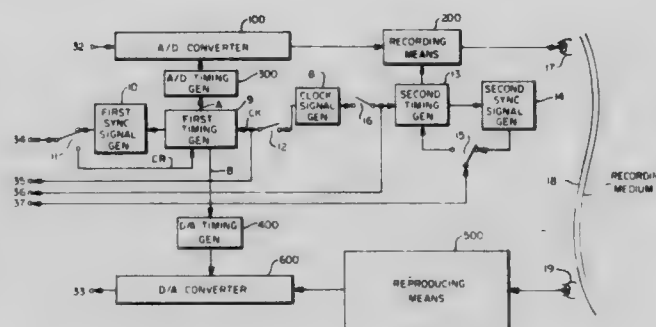 100
200
32
A/D CONVERTER
RECORDING MEANS
17
A/D TIMING GEN
300
10
FIRST SYNC SIGNAL GEN
A
9
FIRST TIMING GEN
CK
12
8
CLOCK SIGNAL GEN
16
13
SECOND TIMING GEN
SECOND SYNC SIGNAL GEN
14
34
11
CR
B
15
35
36
37
18
RECORDING MEDIUM
D/A TIMING GEN
400
500
600
33
D/A CONVERTER
REPRODUCING MEANS
19